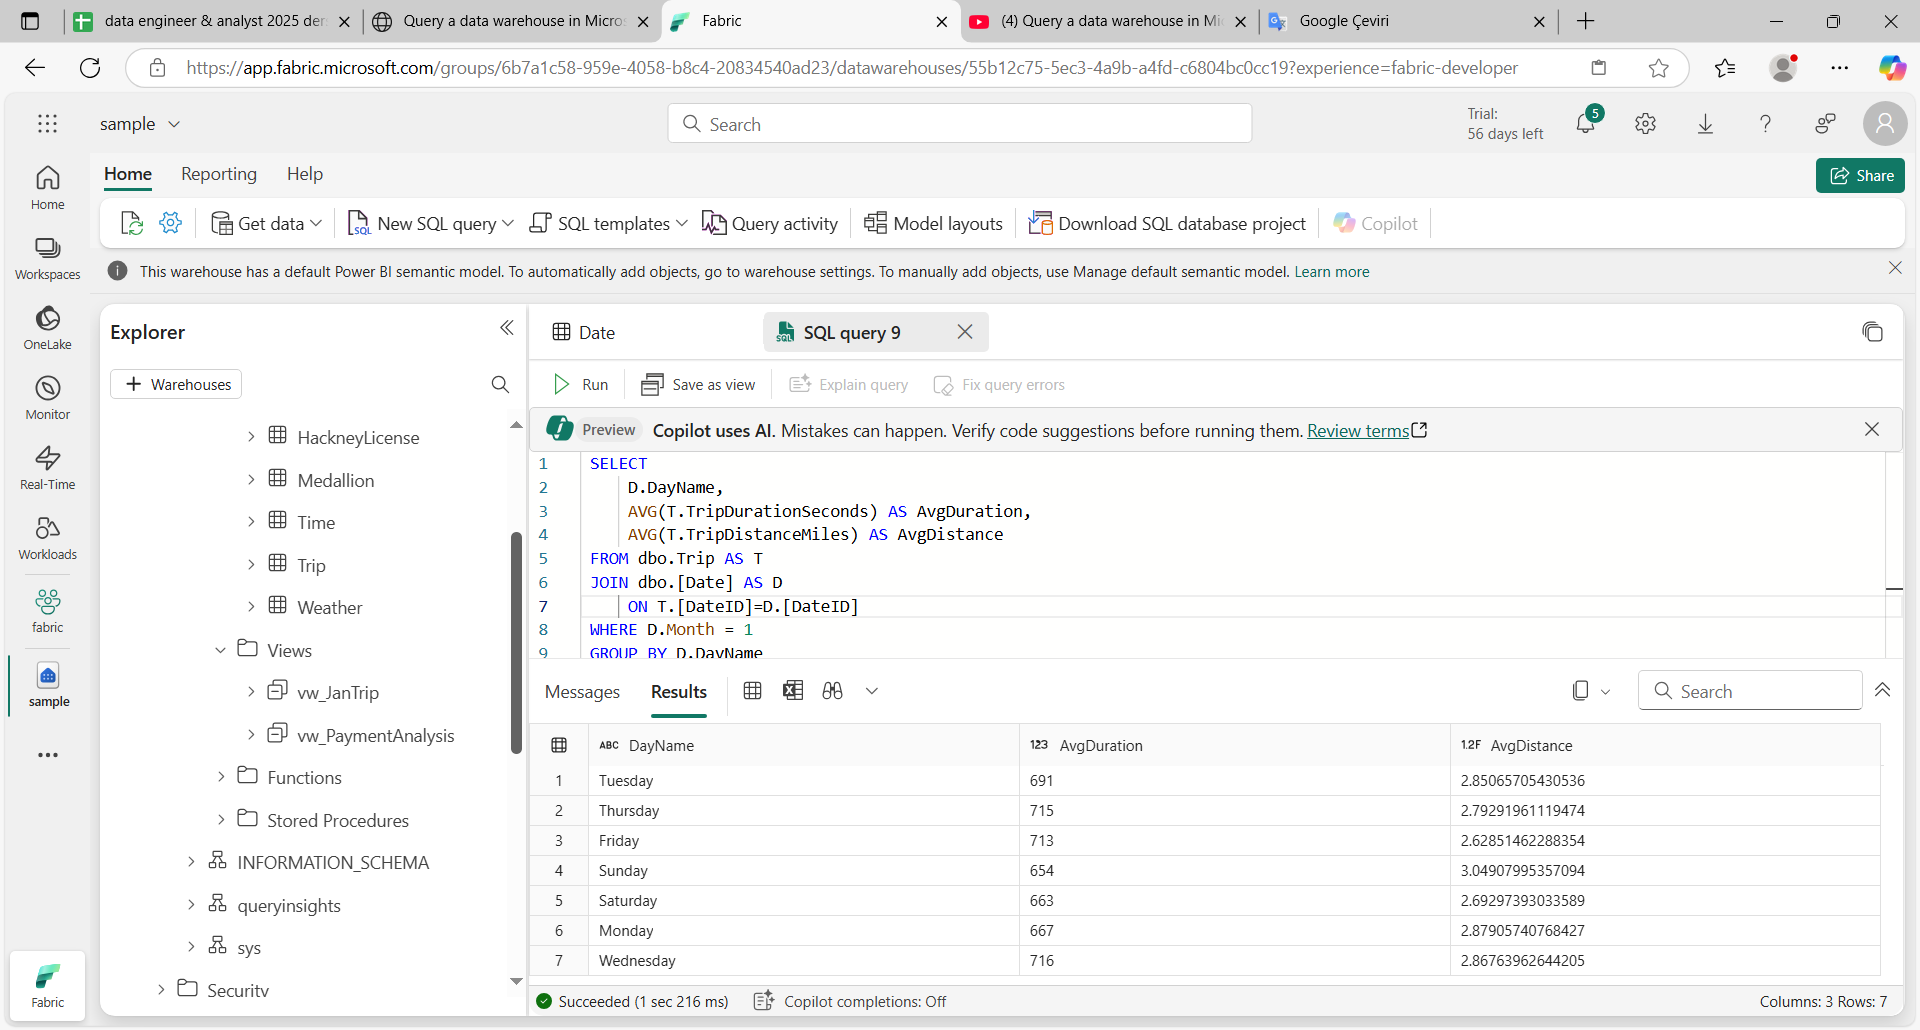 data engineer & analyst 2025 der
Query a data warehouse in Micros
Fabric
(4) Query a data warehouse in Mi
Google Çeviri
https://app.fabric.microsoft.com/groups/6b7a1c58-959e-4058-b8c4-20834540ad23/datawarehouses/55b12c75-5ec3-4a9b-a4fd-c6804bc0cc19?experience=fabric-developer
sample
Search
Trial:
56 days left
5
Home
Reporting
Help
Share
Get data
New SQL query
SQL templates
Query activity
Model layouts
Download SQL database project
Copilot
This warehouse has a default Power BI semantic model. To automatically add objects, go to warehouse settings. To manually add objects, use Manage default semantic model. Learn more
Home
Workspaces
OneLake
Monitor
Real-Time
Workloads
fabric
sample
Fabric
Explorer
Warehouses
HackneyLicense
Medallion
Time
Trip
Weather
Views
vw_JanTrip
vw_PaymentAnalysis
Functions
Stored Procedures
INFORMATION_SCHEMA
queryinsights
sys
Security
Date
SQL query 9
Run
Save as view
Explain query
Fix query errors
Preview
Copilot uses AI. Mistakes can happen. Verify code suggestions before running them. Review terms
1 SELECT
2 D.DayName,
3 AVG(T.TripDurationSeconds) AS AvgDuration,
4 AVG(T.TripDistanceMiles) AS AvgDistance
5 FROM dbo.Trip AS T
6 JOIN dbo.[Date] AS D
7 ON T.[DateID]=D.[DateID]
8 WHERE D.Month = 1
9 GROUP BY D.DayName
Messages
Results
Search
ABC DayName 123 AvgDuration 1.2F AvgDistance
1 Tuesday 691 2.85065705430536
2 Thursday 715 2.79291961119474
3 Friday 713 2.62851462288354
4 Sunday 654 3.04907995357094
5 Saturday 663 2.69297393033589
6 Monday 667 2.87905740768427
7 Wednesday 716 2.86763962644205
Succeeded (1 sec 216 ms)
Copilot completions: Off
Columns: 3 Rows: 7